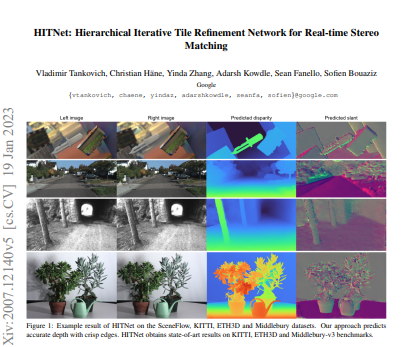 HITNet: Hierarchical Iterative Tile Refinement Network for Real-time Stereo
Matching
Vladimir Tankovich, Christian Häne, Yinda Zhang, Adarsh Kowdle, Sean Fanello, Sofien Bouaziz
Google
{vtankovich, chaene, yindaz, adarshkowdle, seanfa, sofien}@google.com
Left image Right image Predicted disparity Predicted slant
Figure 1: Example result of HITNet on the SceneFlow, KITTI, ETH3D and Middlebury datasets. Our approach predicts
accurate depth with crisp edges. HITNet obtains state-of-art results on KITTI, ETH3D and Middlebury-v3 benchmarks.
Xiv:2007.12140v5 [cs.CV] 19 Jan 2023